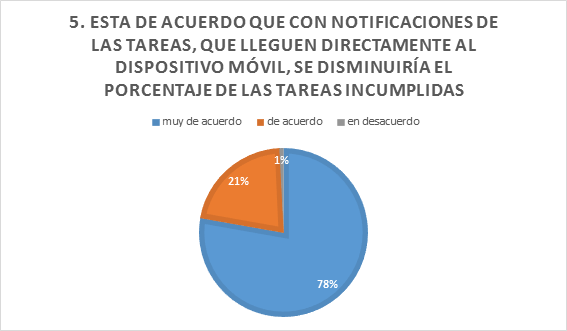 5. ESTA DE ACUERDO QUE CON NOTIFICACIONES DE
LAS TAREAS, QUE LLEGUEN DIRECTAMENTE AL
DISPOSITIVO MÓVIL, SE DISMINUIRÍA EL
PORCENTAJE DE LAS TAREAS INCUMPLIDAS
muy de acuerdo de acuerdo en desacuerdo
1%
21%
78%